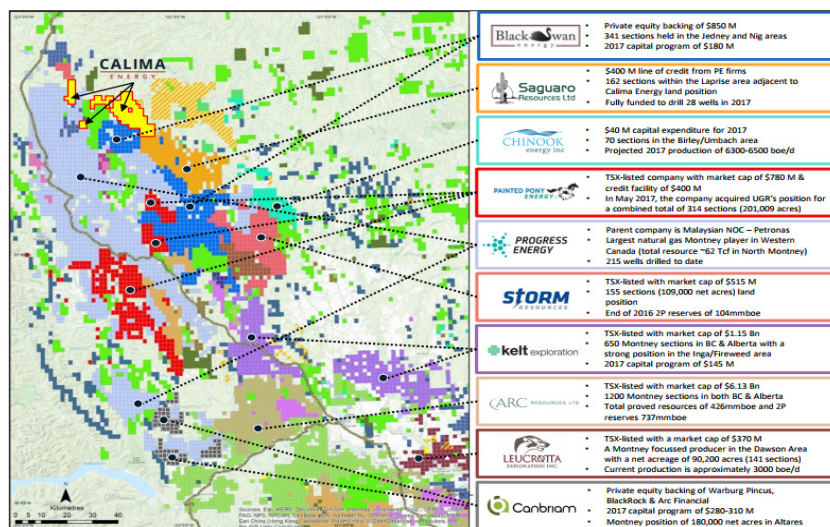 CALIMA
ENERGY
BlackSwan
energy
• Private equity backing of $850 M
• 341 sections held in the Jedney and Nig areas
• 2017 capital program of $180 M
Saguaro
Resources Ltd
• $400 M line of credit from PE firms
• 162 sections within the Laprise area adjacent to
Calima Energy land position
• Fully funded to drill 28 wells in 2017
CHINOOK
energy inc
• $40 M capital expenditure for 2017
• 70 sections in the Birley/Umbach area
• Projected 2017 production of 6300-6500 boe/d
PAINTED PONY
ENERGY
• TSX-listed company with market cap of $780 M &
credit facility of $400 M
• In May 2017, the company acquired UGR's position for
a combined total of 314 sections (201,009 acres)
PROGRESS
ENERGY
• Parent company is Malaysian NOC – Petronas
• Largest natural gas Montney player in Western
Canada (total resource ~62 Tcf in North Montney)
• 215 wells drilled to date
STORM
RESOURCES
• TSX-listed with market cap of $515 M
• 155 sections (109,000 net acres) land
position
• End of 2016 2P reserves of 104mmboe
kelt exploration
• TSX-listed with market cap of $1.15 Bn
• 650 Montney sections in BC & Alberta with a
strong position in the Inga/Fireweed area
• 2017 capital program of $145 M
ARC RESOURCES LTD
• TSX-listed with market cap of $6.13 Bn
• 1200 Montney sections in both BC & Alberta
• Total proved resources of 426mmboe and 2P
reserves 737mmboe
LEUCROTTA
EXPLORATION INC.
• TSX-listed with a market cap of $370 M
• A Montney focussed producer in the Dawson Area
with a net acreage of 90,200 acres (141 sections)
• Current production is approximately 3000 boe/d
Canbriam
• Private equity backing of Warburg Pincus,
BlackRock & Arc Financial
• 2017 capital program of $280-310 M
• Montney position of 180,000 net acres in Altares
N
Kilometres
0 10 20 40